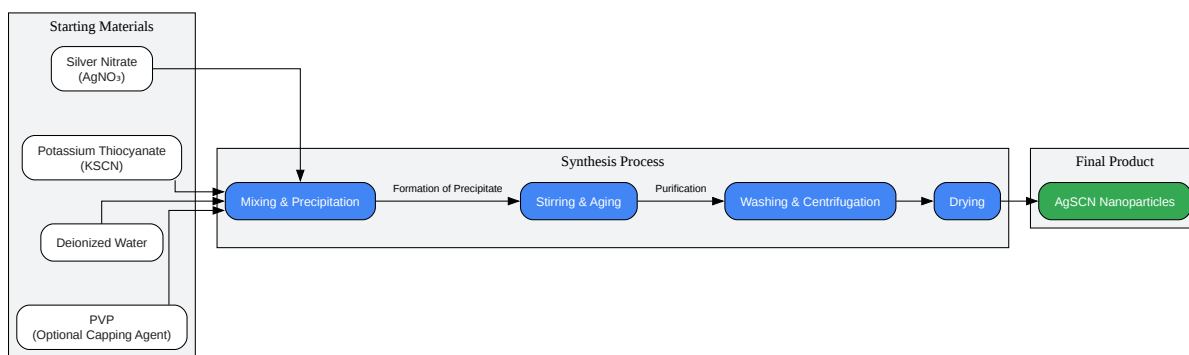 Starting Materials
Silver Nitrate
(AgNO₃)
Potassium Thiocyanate
(KSCN)
Deionized Water
PVP
(Optional Capping Agent)
Synthesis Process
Mixing & Precipitation
Formation of Precipitate
Stirring & Aging
Purification
Washing & Centrifugation
Drying
Final Product
AgSCN Nanoparticles